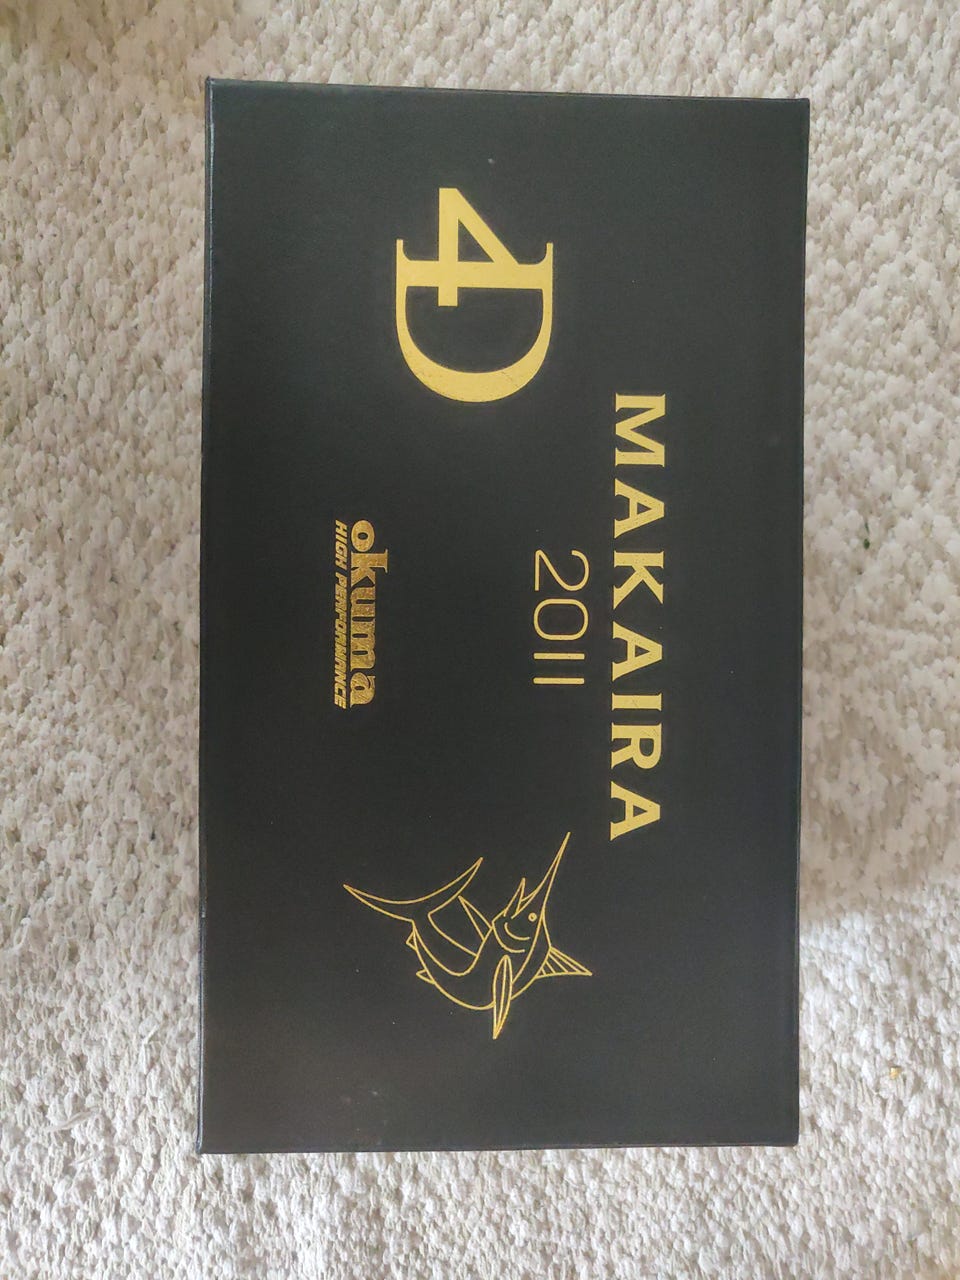 MAKAIRA
2011
4D
okuma
HIGH PERFORMANCE